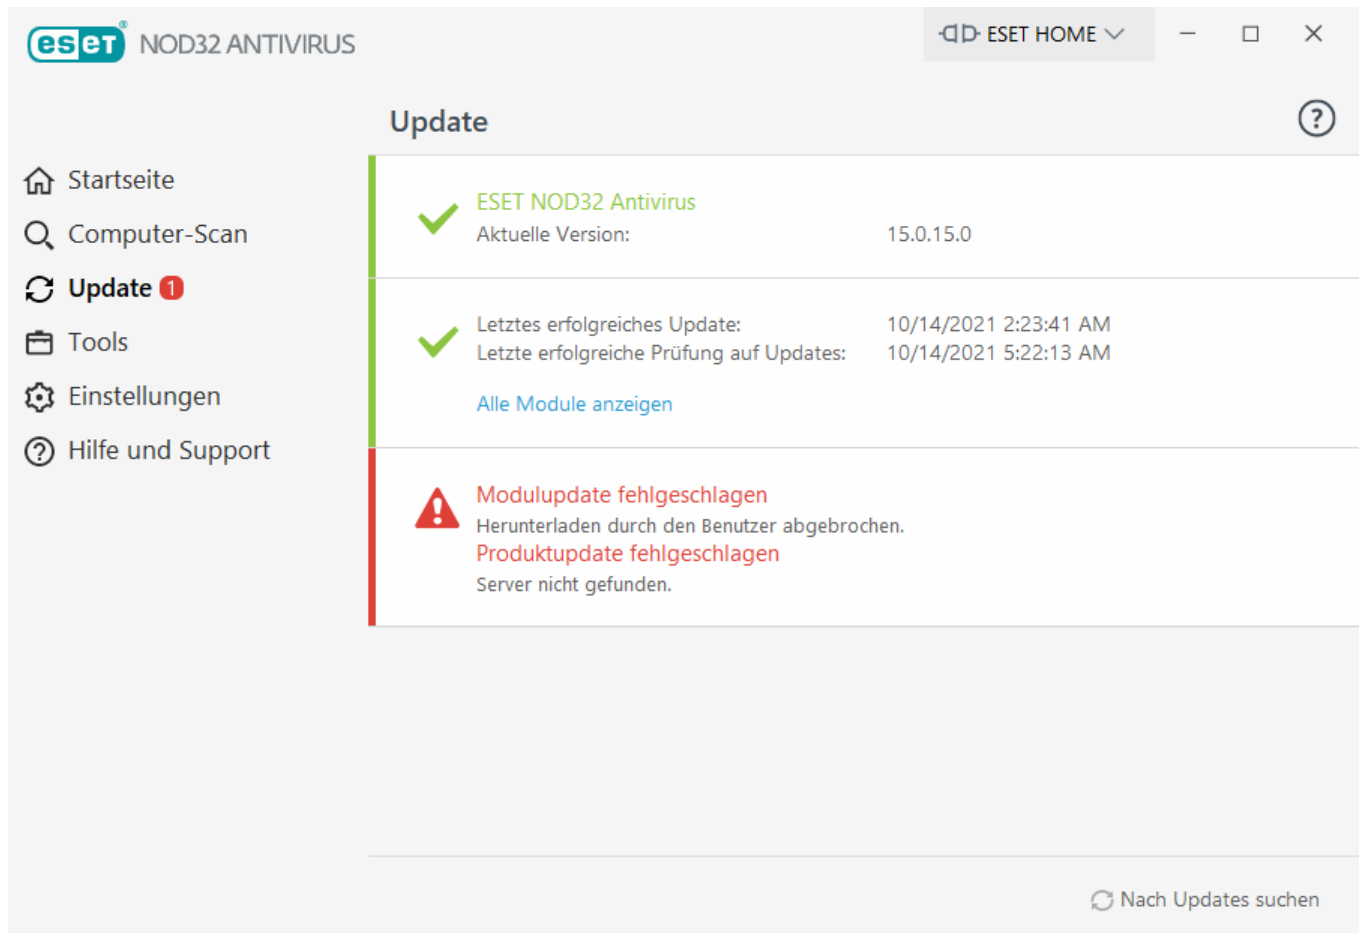 eset® NOD32 ANTIVIRUS
ESET HOME
Update
Startseite
Computer-Scan
Update 1
Tools
Einstellungen
Hilfe und Support
ESET NOD32 Antivirus
Aktuelle Version: 15.0.15.0
Letztes erfolgreiches Update: 10/14/2021 2:23:41 AM
Letzte erfolgreiche Prüfung auf Updates: 10/14/2021 5:22:13 AM
Alle Module anzeigen
Modulupdate fehlgeschlagen
Herunterladen durch den Benutzer abgebrochen.
Produktupdate fehlgeschlagen
Server nicht gefunden.
Nach Updates suchen